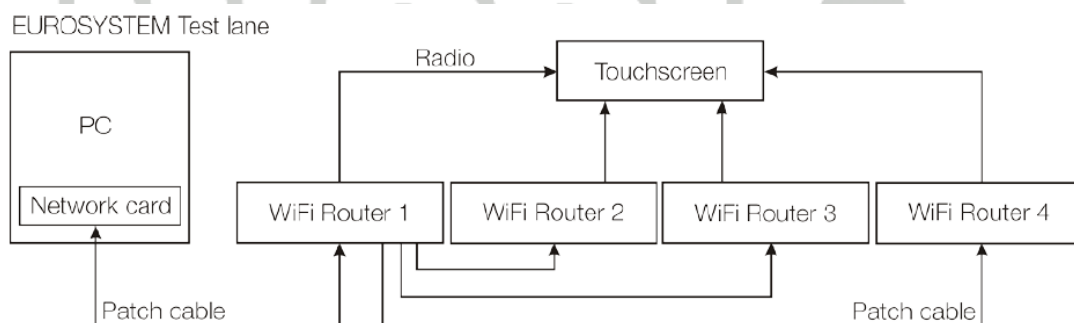 EUROSYSTEM Test lane
Radio
Touchscreen
PC
Network card
WiFi Router 1
WiFi Router 2
WiFi Router 3
WiFi Router 4
Patch cable
Patch cable